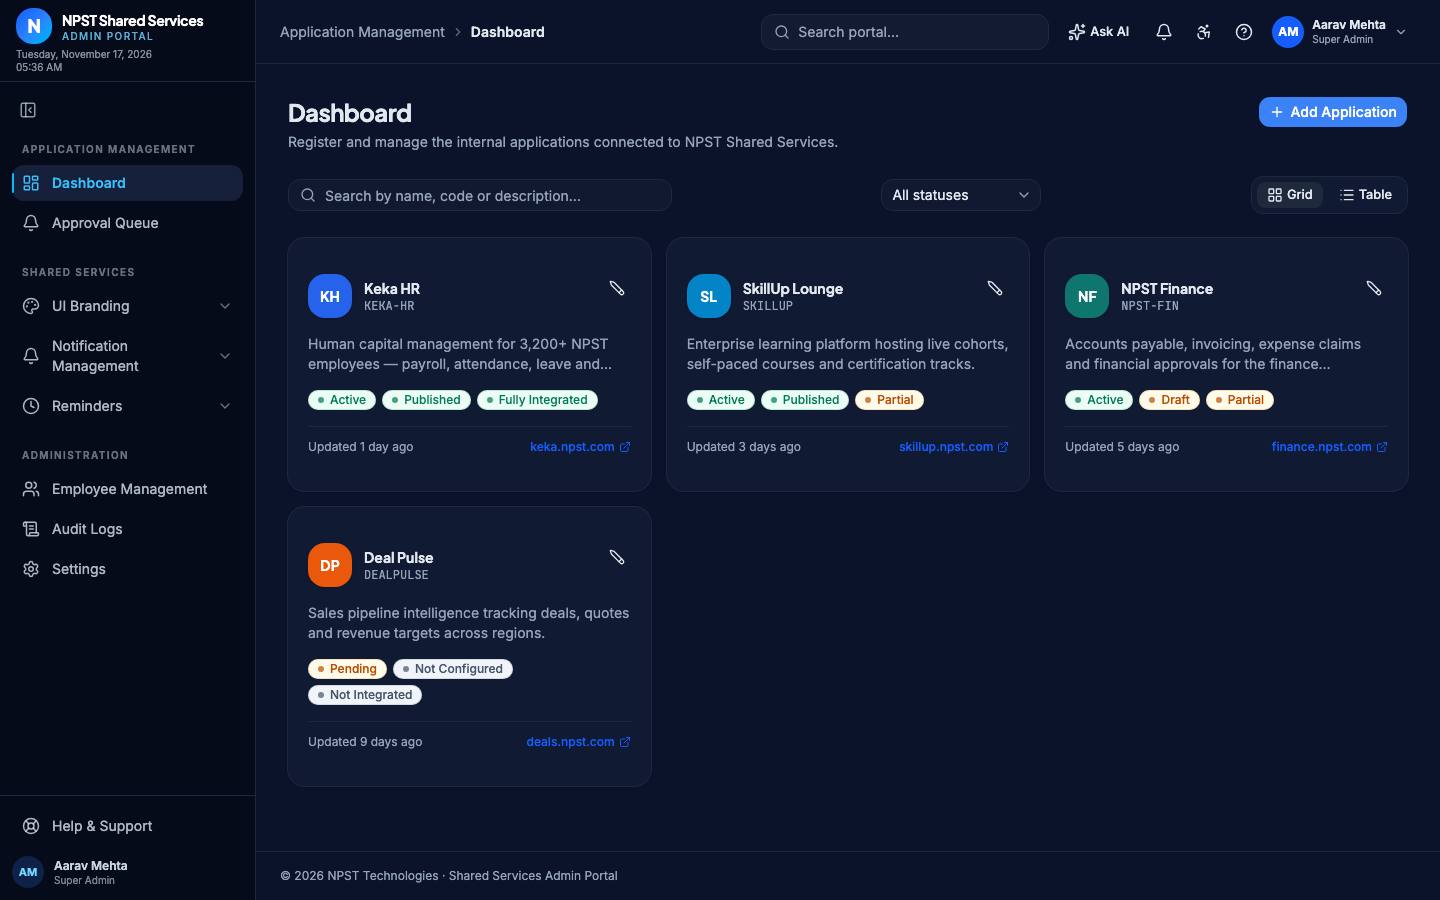 N
NPST Shared Services
ADMIN PORTAL
Tuesday, November 17, 2026
05:36 AM
APPLICATION MANAGEMENT
Dashboard
Approval Queue
SHARED SERVICES
UI Branding
Notification
Management
Reminders
ADMINISTRATION
Employee Management
Audit Logs
Settings
Help & Support
AM
Aarav Mehta
Super Admin
Application Management > Dashboard
Search portal...
Ask AI
AM
Aarav Mehta
Super Admin
Dashboard
Register and manage the internal applications connected to NPST Shared Services.
+ Add Application
Search by name, code or description...
All statuses
Grid
Table
KH
Keka HR
KEKA-HR
Human capital management for 3,200+ NPST
employees — payroll, attendance, leave and...
Active
Published
Fully Integrated
Updated 1 day ago
keka.npst.com
SL
SkillUp Lounge
SKILLUP
Enterprise learning platform hosting live cohorts,
self-paced courses and certification tracks.
Active
Published
Partial
Updated 3 days ago
skillup.npst.com
NF
NPST Finance
NPST-FIN
Accounts payable, invoicing, expense claims
and financial approvals for the finance...
Active
Draft
Partial
Updated 5 days ago
finance.npst.com
DP
Deal Pulse
DEALPULSE
Sales pipeline intelligence tracking deals, quotes
and revenue targets across regions.
Pending
Not Configured
Not Integrated
Updated 9 days ago
deals.npst.com
© 2026 NPST Technologies · Shared Services Admin Portal